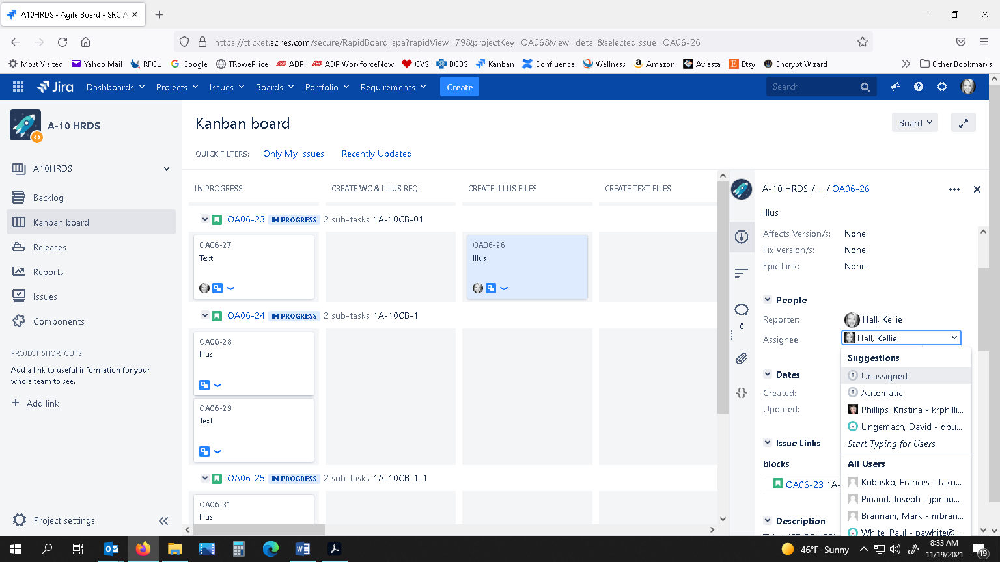 A10HRDS - Agile Board - SRC
https://tticket.scires.com/secure/RapidBoard.jspa?rapidView=79&projectKey=OA06&view=detail&selectedIssue=OA06-26
Most Visited Yahoo Mail RFCU Google TRowePrice ADP ADP WorkforceNow CVS BCBS Kanban Confluence Wellness Amazon Aviesta Etsy Encrypt Wizard Other Bookmarks
Jira Dashboards Projects Issues Boards Portfolio Requirements Create Search
A-10 HRDS
A10HRDS
Backlog
Kanban board
Releases
Reports
Issues
Components
PROJECT SHORTCUTS
Add a link to useful information for your
whole team to see.
+ Add link
Project settings
Kanban board
Board
QUICK FILTERS: Only My Issues Recently Updated
IN PROGRESS CREATE WC & ILLUS REQ CREATE ILLUS FILES CREATE TEXT FILES
OA06-23 IN PROGRESS 2 sub-tasks 1A-10CB-01
OA06-27
Text
OA06-26
Illus
OA06-24 IN PROGRESS 2 sub-tasks 1A-10CB-1
OA06-28
Illus
OA06-29
Text
OA06-25 IN PROGRESS 2 sub-tasks 1A-10CB-1-1
OA06-31
Illus
A-10 HRDS / ... / OA06-26
Illus
Affects Version/s: None
Fix Version/s: None
Epic Link: None
0
People
Reporter: Hall, Kellie
Assignee: Hall, Kellie
Suggestions
Unassigned
Automatic
Phillips, Kristina - krphilli...
Ungemach, David - dpu...
Start Typing for Users
All Users
Kubasko, Frances - faku...
Pinaud, Joseph - jpinau...
Brannam, Mark - mbran...
White, Paul - pawhite@...
Dates
Created:
Updated:
Issue Links
blocks
OA06-23 1A-
Description
46°F Sunny
8:33 AM
11/19/2021
19